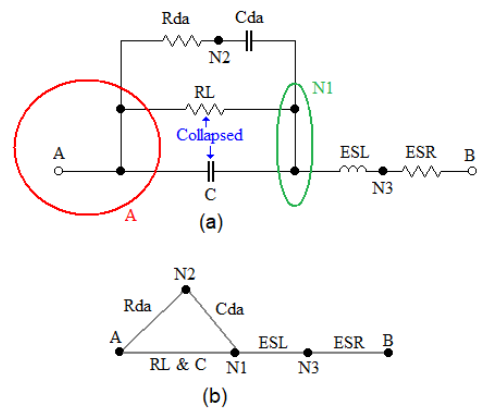 Rda
Cda
N2
N1
RL
Collapsed
A
ESL
ESR
B
C
N3
A
(a)
N2
Rda
Cda
A
ESL
ESR
B
RL & C
N1
N3
(b)